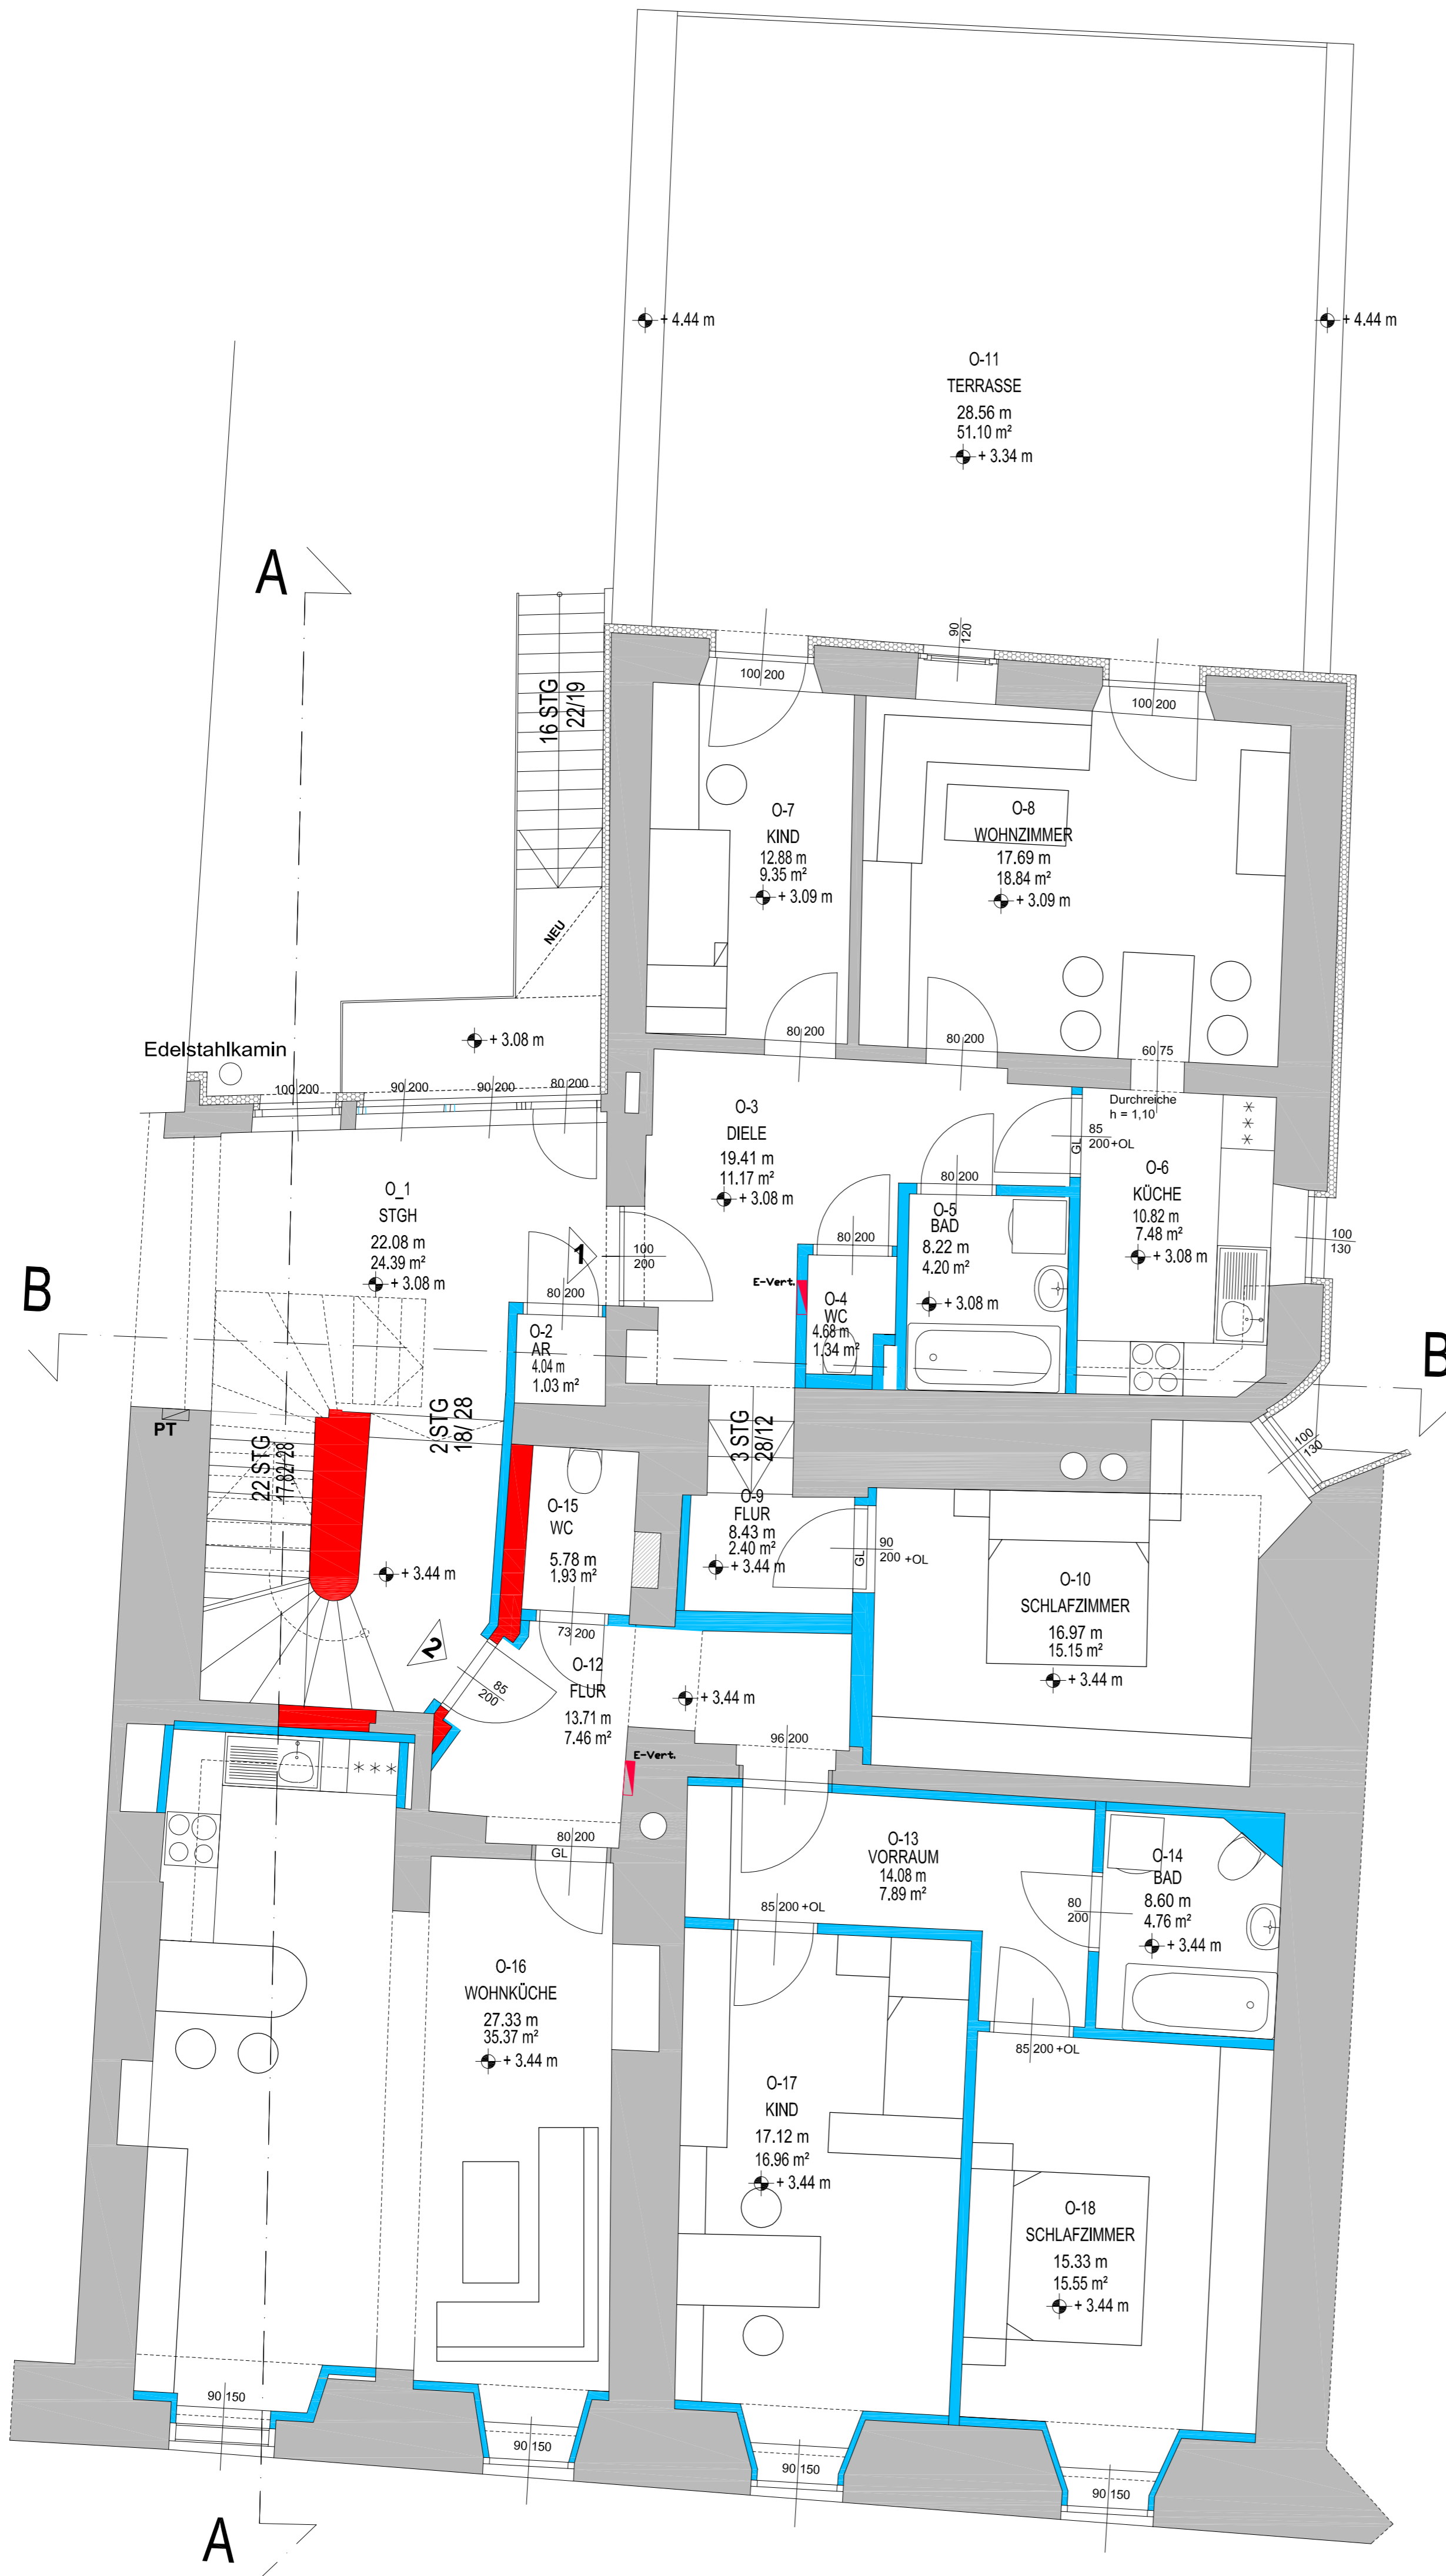 + 4.44 m
+ 4.44 m
O-11
TERRASSE
28.56 m
51.10 m²
+ 3.34 m
A
16 STG
22/19
90
120
100 200
100 200
O-7
KIND
12.88 m
9.35 m²
+ 3.09 m
O-8
WOHNZIMMER
17.69 m
18.84 m²
+ 3.09 m
NEU
Edelstahlkamin
+ 3.08 m
100 200
90 200
90 200
80 200
80 200
80 200
60 75
Durchreiche
h = 1,10
O-3
DIELE
19.41 m
11.17 m²
+ 3.08 m
GL
85
200 +OL
O-6
KÜCHE
10.82 m
7.48 m²
+ 3.08 m
O_1
STGH
22.08 m
24.39 m²
+ 3.08 m
80 200
O-5
BAD
8.22 m
4.20 m²
+ 3.08 m
1
100
200
80 200
100
130
B
80 200
E-Vert.
O-4
WC
4.68 m
1.34 m²
O-2
AR
4.04 m
1.03 m²
B
PT
22 STG
17,82/ 28
2 STG
18/ 28
3 STG
28/12
100
130
O-15
WC
5.78 m
1.93 m²
O-9
FLUR
8.43 m
2.40 m²
+ 3.44 m
GL
90
200 +OL
O-10
SCHLAFZIMMER
16.97 m
15.15 m²
+ 3.44 m
+ 3.44 m
2
85
200
73 200
O-12
FLUR
13.71 m
7.46 m²
+ 3.44 m
96 200
E-Vert.
80 200
GL
O-13
VORRAUM
14.08 m
7.89 m²
85 200 +OL
80
200
O-14
BAD
8.60 m
4.76 m²
+ 3.44 m
O-16
WOHNKÜCHE
27.33 m
35.37 m²
+ 3.44 m
85 200 +OL
O-17
KIND
17.12 m
16.96 m²
+ 3.44 m
O-18
SCHLAFZIMMER
15.33 m
15.55 m²
+ 3.44 m
90 150
90 150
90 150
90 150
A